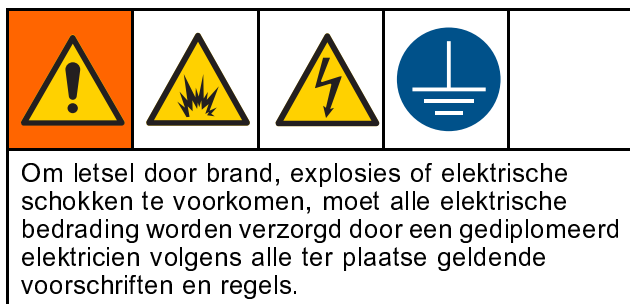 Om letsel door brand, explosies of elektrische
schokken te voorkomen, moet alle elektrische
bedrading worden verzorgd door een gediplomeerd
elektricien volgens alle ter plaatse geldende
voorschriften en regels.